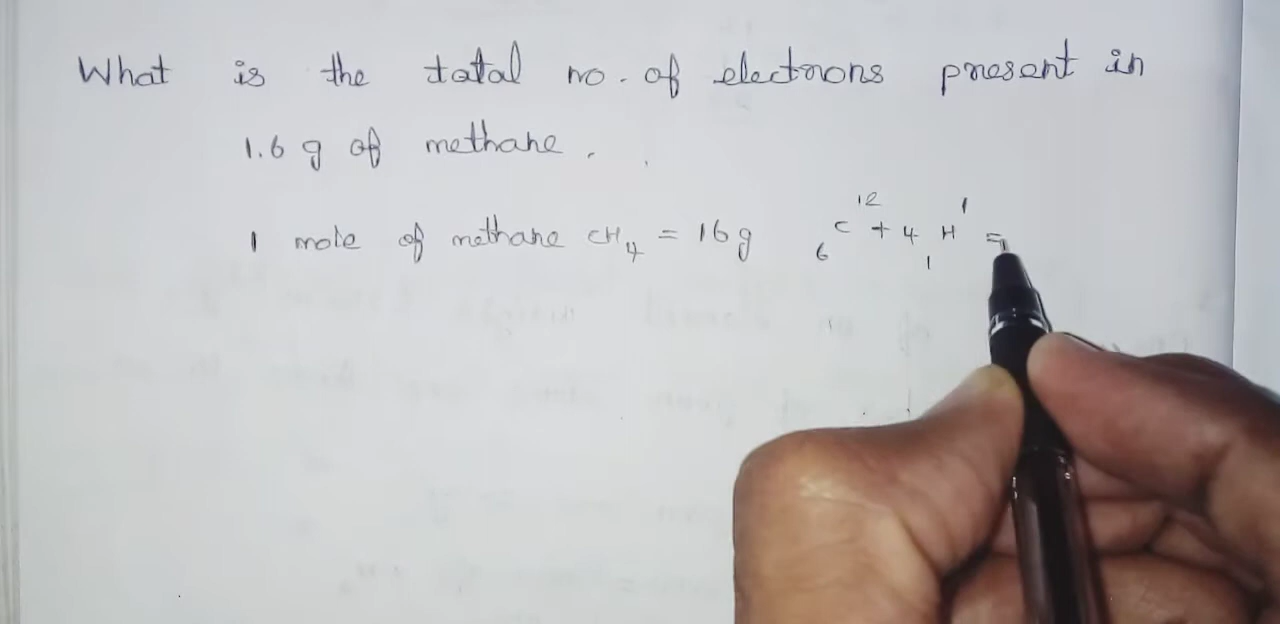 What is the total no. of electrons present in
1.6 g of methane.
1 mole of methane CH₄ = 16g ₆C¹² + 4 ₁H¹ =